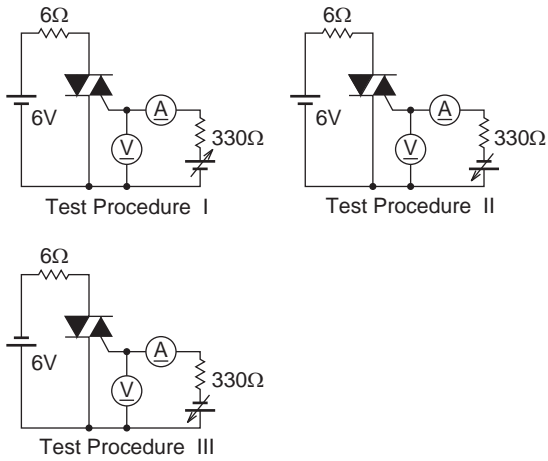 6Ω
6V
A
V
330Ω
Test Procedure I
6Ω
6V
A
V
330Ω
Test Procedure II
6Ω
6V
A
V
330Ω
Test Procedure III